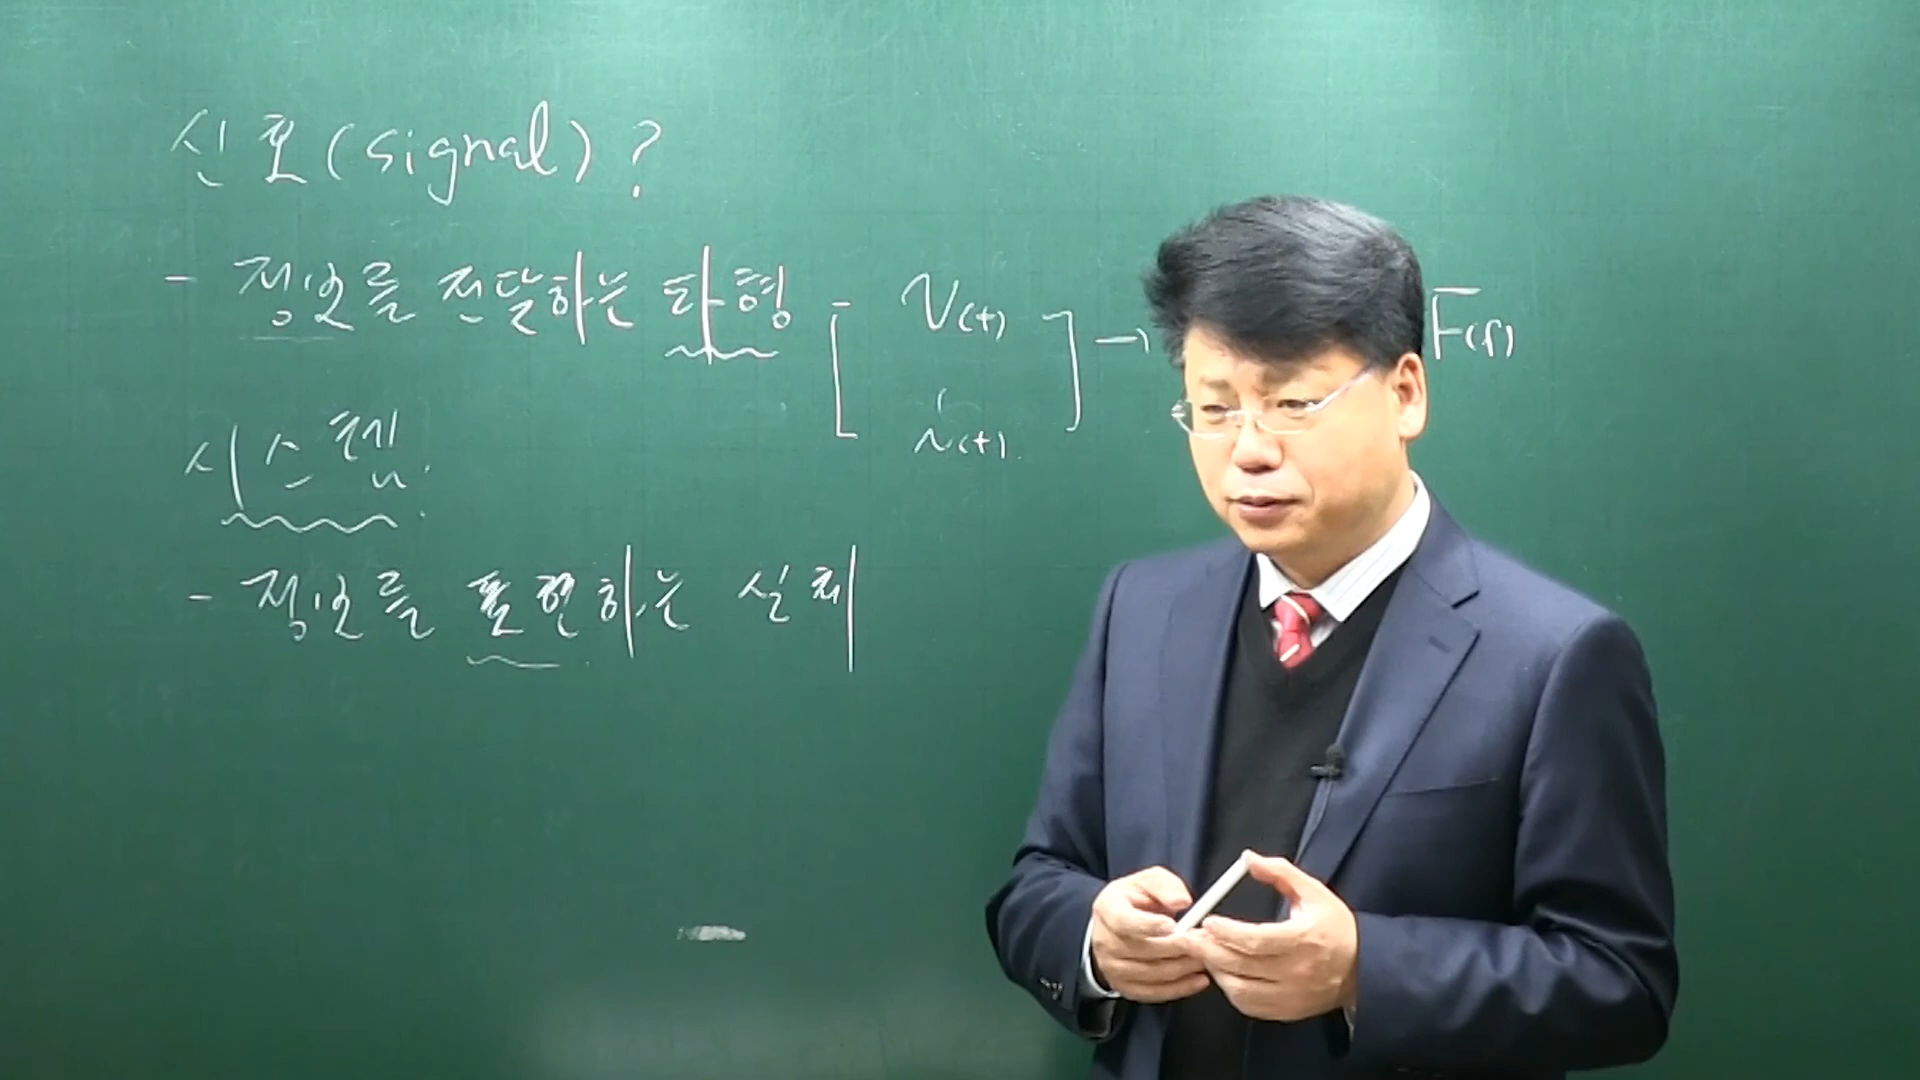 신호(signal)?
- 정보를 전달하는 파형 [ V(t) ] → F(f)
시스템.
- 정보를 표현하는 실체